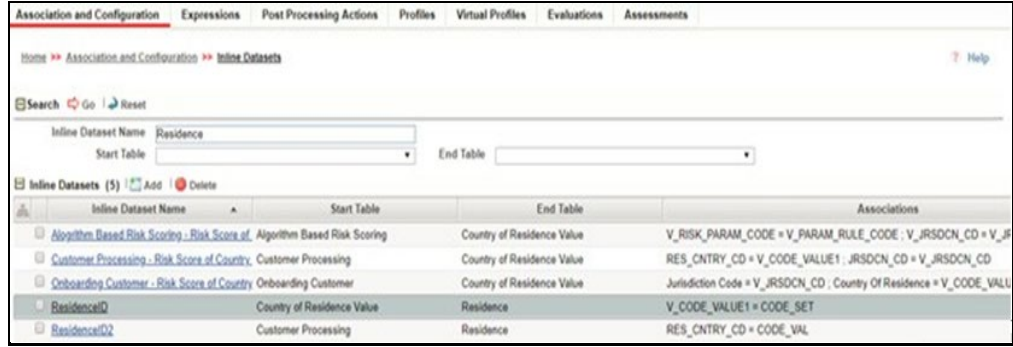 Association and Configuration Expressions Post Processing Actions Profiles Virtual Profiles Evaluations Assessments
Home >> Association and Configuration >> Inline Datasets ? Help
Search Go Reset
Inline Dataset Name Residence
Start Table End Table
Inline Datasets (5) Add Delete
Inline Dataset Name Start Table End Table Associations
Alogrithm Based Risk Scoring - Risk Score of Algorithm Based Risk Scoring Country of Residence Value V_RISK_PARAM_CODE = V_PARAM_RULE_CODE ; V_JRSDCN_CD = V_JF
Customer Processing - Risk Score of Country Customer Processing Country of Residence Value RES_CNTRY_CD = V_CODE_VALUE1 ; JRSDCN_CD = V_JRSDCN_CD
Onboarding Customer - Risk Score of Country Onboarding Customer Country of Residence Value Jurisdiction Code = V_JRSDCN_CD ; Country Of Residence = V_CODE_VALU
ResidenceID Country of Residence Value Residence V_CODE_VALUE1 = CODE_SET
ResidenceID2 Customer Processing Residence RES_CNTRY_CD = CODE_VAL